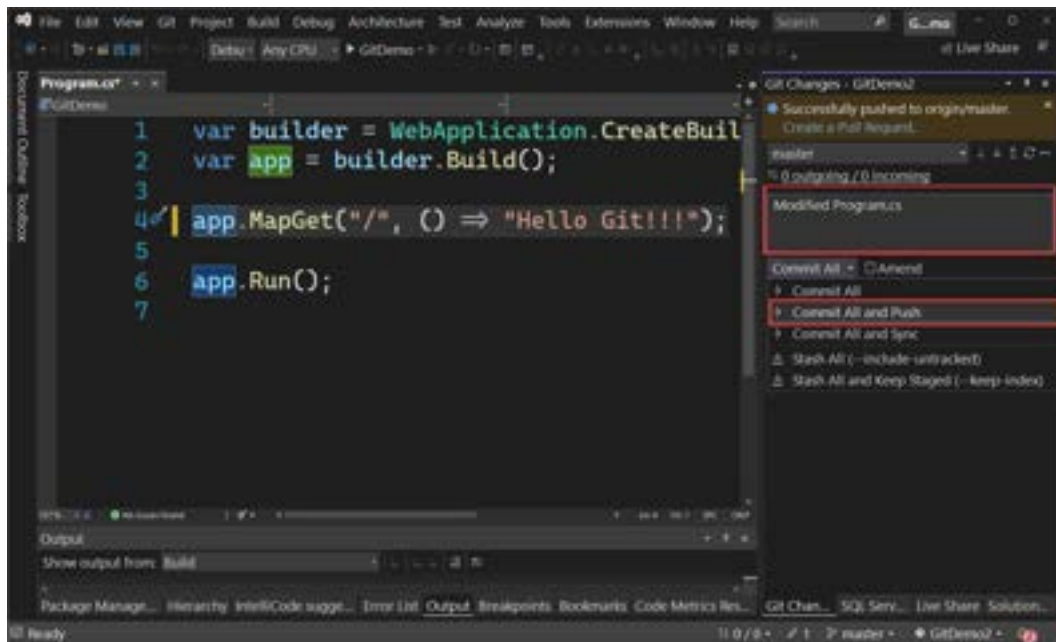 File Edit View Git Project Build Debug Architecture Test Analyze Tools Extensions Window Help Search G...mo
Debu Any CPU GitDemo Live Share
Document Outline Toolbox
Program.cs*
GitDemo
1 var builder = WebApplication.CreateBuil
2 var app = builder.Build();
3
4 app.MapGet("/", () => "Hello Git!!!");
5
6 app.Run();
7
Output
Show output from: Build
Package Manage... Hierarchy IntelliCode sugge... Error List Output Breakpoints Bookmarks Code Metrics Res...
Git Changes - GitDemo2
Successfully pushed to origin/master.
Create a Pull Request.
master
0 outgoing / 0 incoming
Modified Program.cs
Commit All Amend
Commit All
Commit All and Push
Commit All and Sync
Stash All (--include-untracked)
Stash All and Keep Staged (--keep-index)
Git Chan... SQL Serv... Live Share Solution...
Ready 0 / 0 1 master GitDemo2